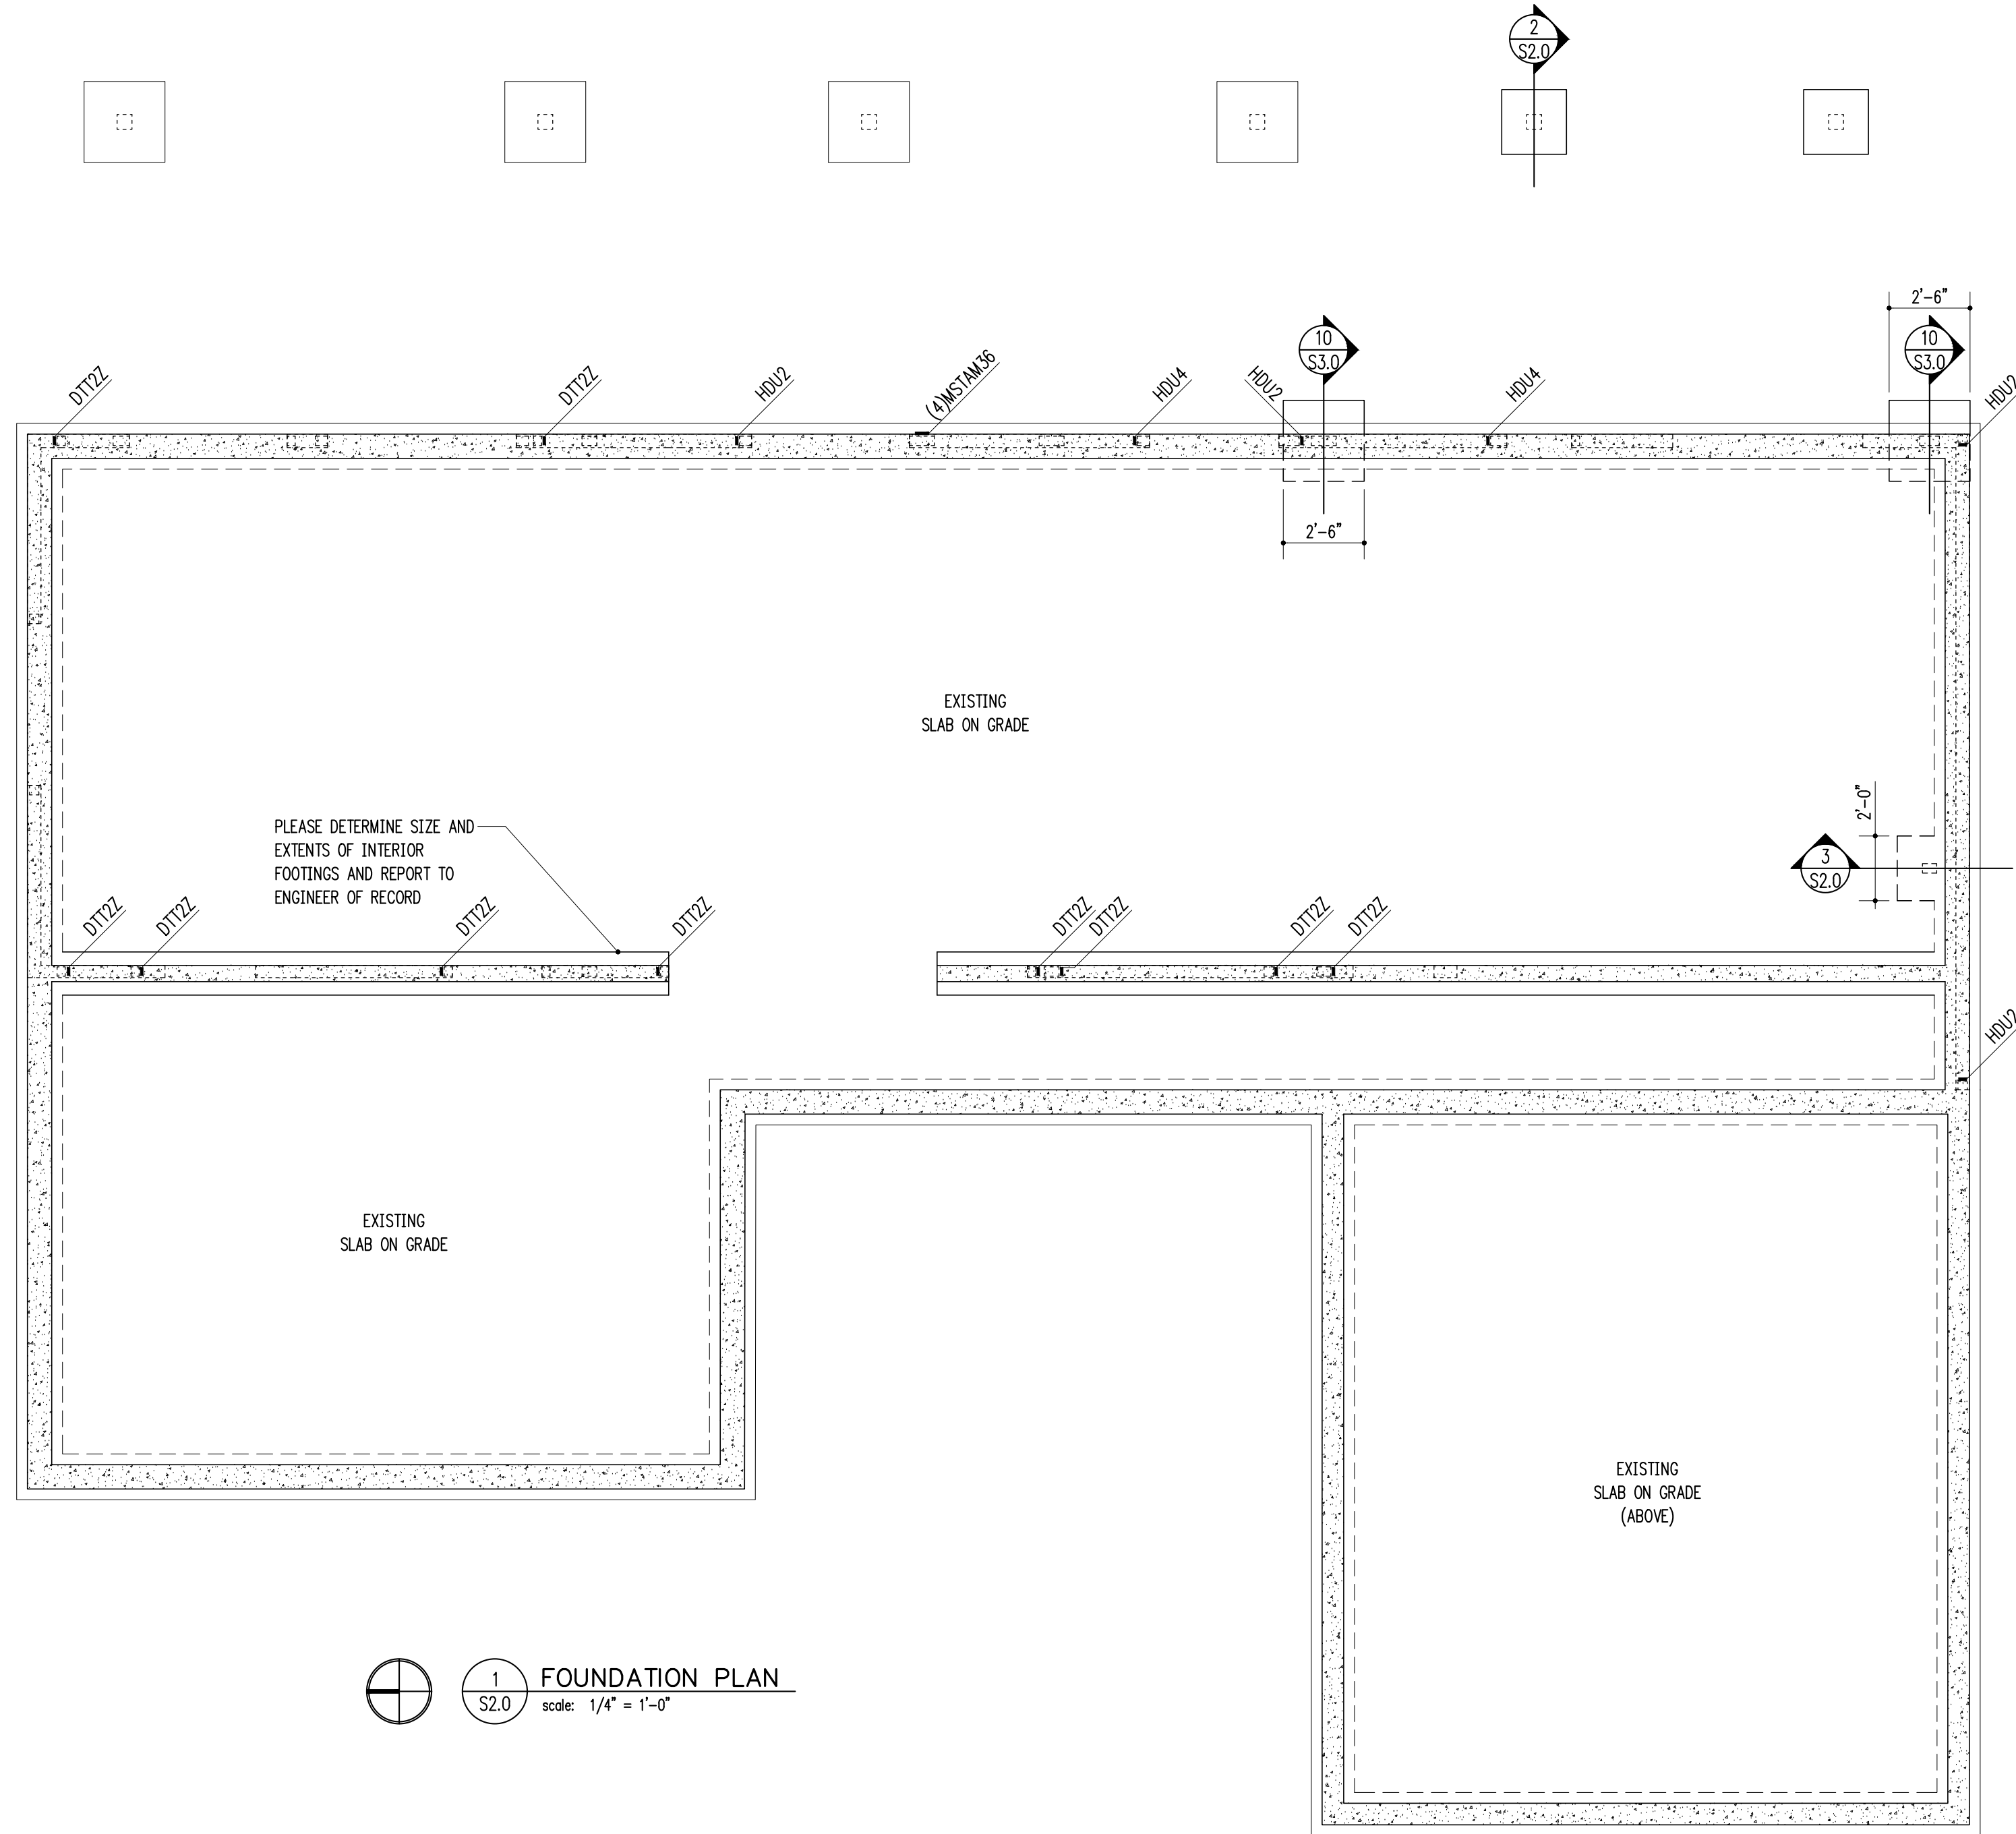 2
S2.0
2'-6"
10
S3.0
10
S3.0
DTT2Z
DTT2Z
HDU2
(4)MSTAM36
HDU4
HDU2
HDU4
HDU2
2'-6"
EXISTING
SLAB ON GRADE
2'-0"
3
S2.0
PLEASE DETERMINE SIZE AND
EXTENTS OF INTERIOR
FOOTINGS AND REPORT TO
ENGINEER OF RECORD
DTT2Z
DTT2Z
DTT2Z
DTT2Z
DTT2Z
DTT2Z
DTT2Z
DTT2Z
HDU2
EXISTING
SLAB ON GRADE
EXISTING
SLAB ON GRADE
(ABOVE)
1
S2.0
FOUNDATION PLAN
scale: 1/4" = 1'-0"